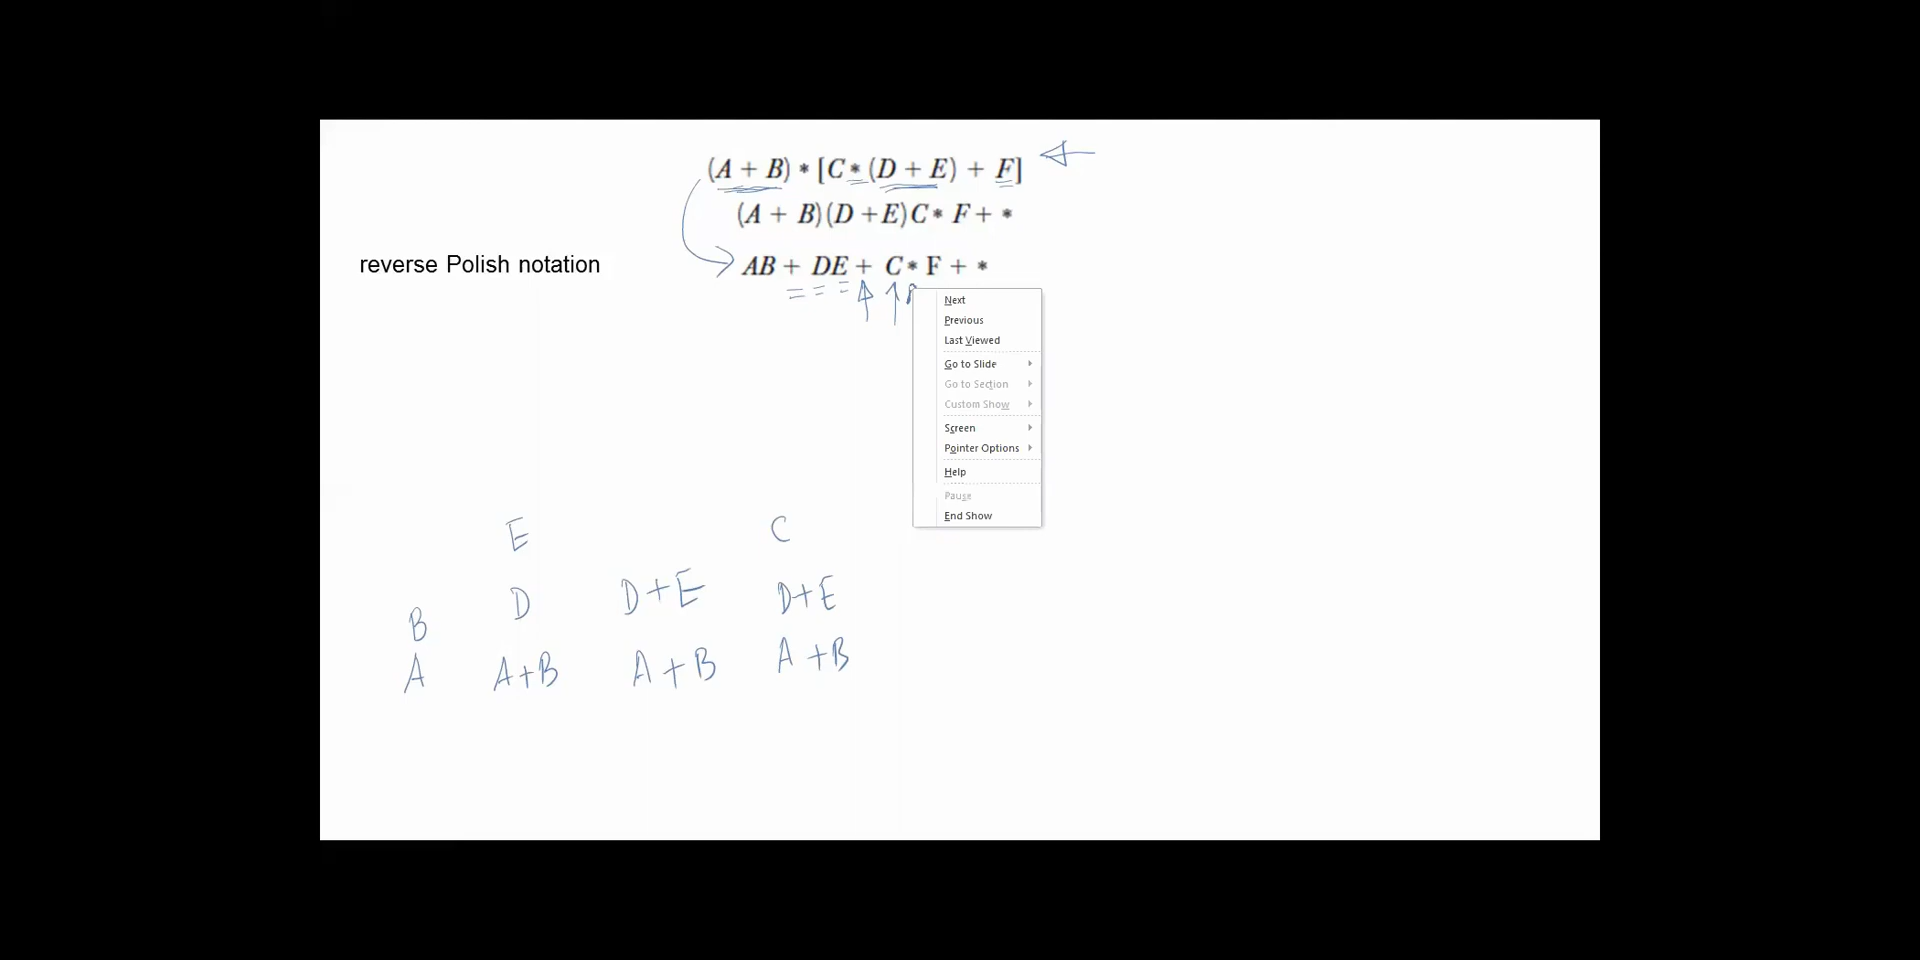 (A + B) * [C * (D + E) + F]
(A + B)(D + E)C * F + *
reverse Polish notation
AB + DE + C * F + *
Next
Previous
Last Viewed
Go to Slide
Go to Section
Custom Show
Screen
Pointer Options
Help
Pause
End Show
E C
D D+E D+E
B
A A+B A+B A+B